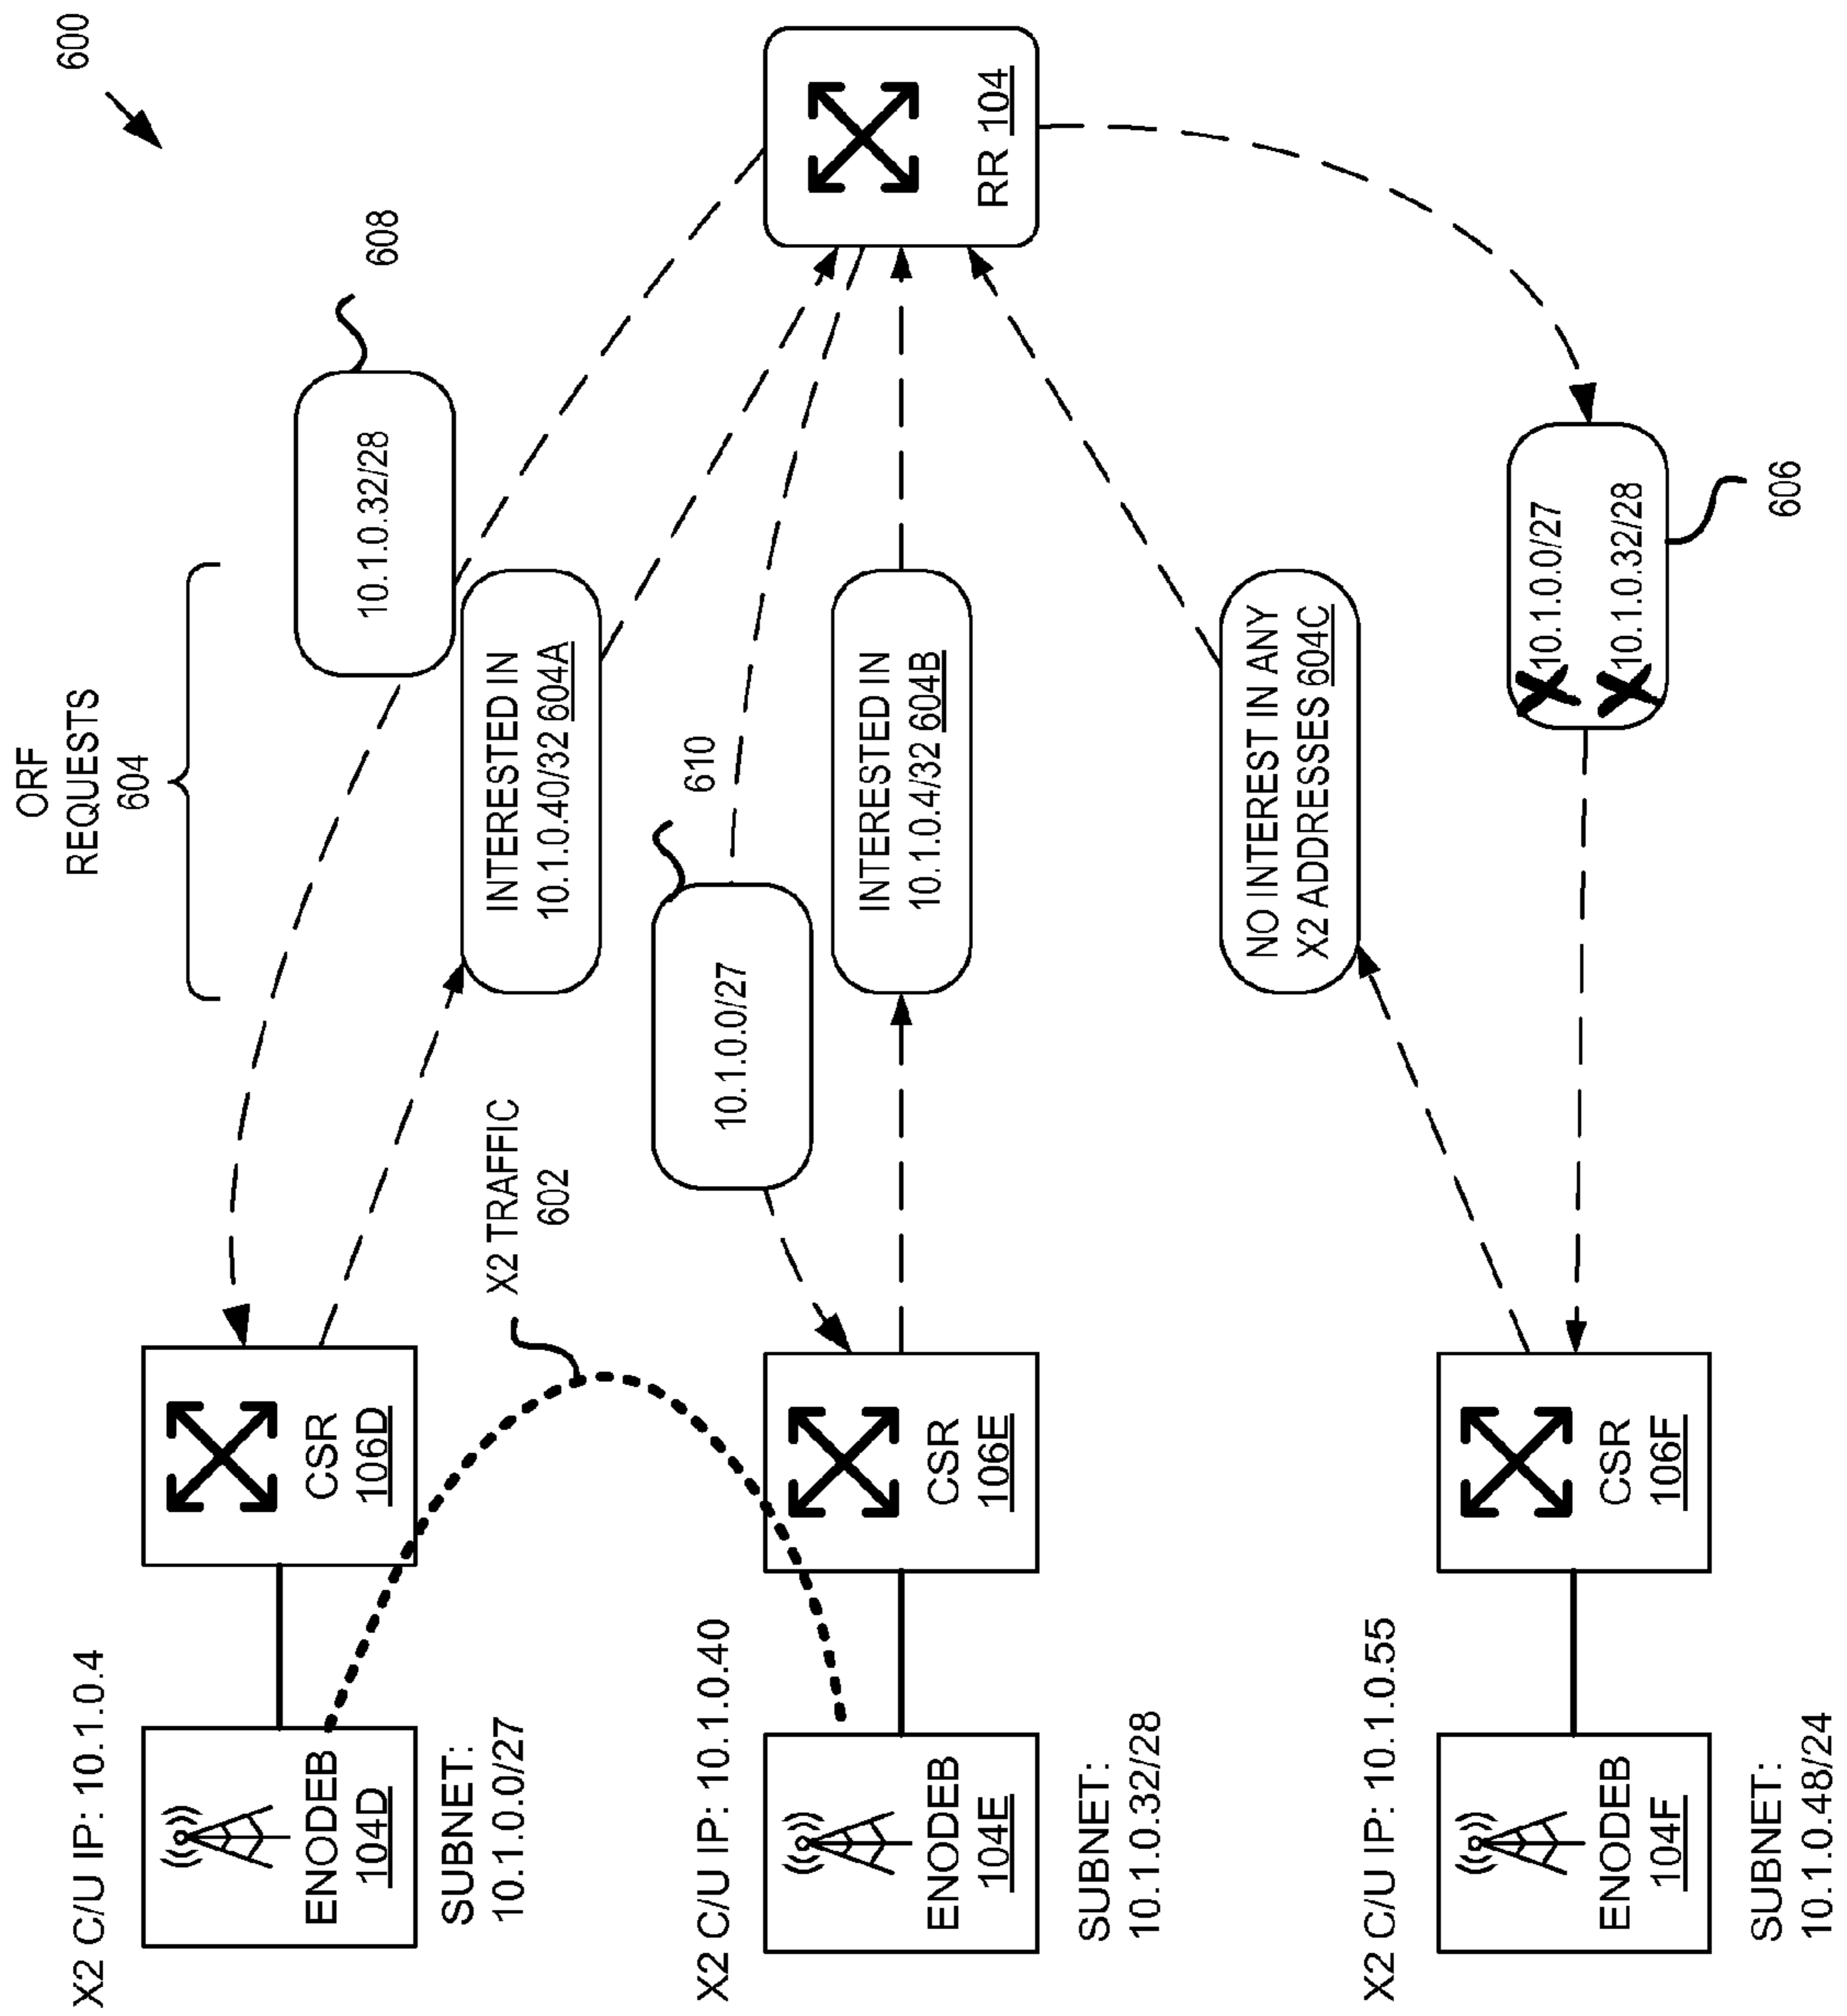 600
ORF
REQUESTS
604
608
10.1.0.32/28
INTERESTED IN
10.1.0.40/32 604A
X2 C/U IP: 10.1.0.4
ENODEB
104D
SUBNET:
10.1.0.0/27
CSR
106D
X2 TRAFFIC
602
610
10.1.0.0/27
INTERESTED IN
10.1.0.4/32 604B
RR 104
X2 C/U IP: 10.1.0.40
ENODEB
104E
SUBNET:
10.1.0.32/28
CSR
106E
NO INTEREST IN ANY
X2 ADDRESSES 604C
X2 C/U IP: 10.1.0.55
ENODEB
104F
SUBNET:
10.1.0.48/24
CSR
106F
10.1.0.0/27
10.1.0.32/28
606